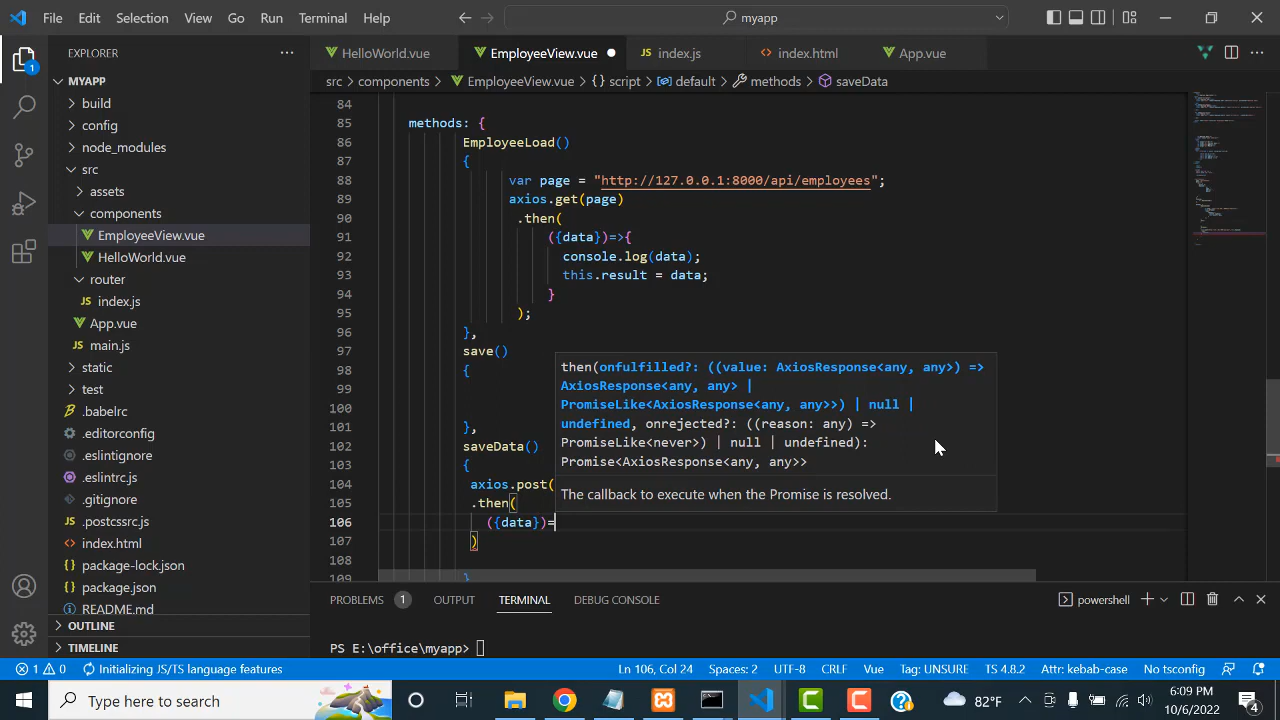 File Edit Selection View Go Run Terminal Help
myapp
EXPLORER
HelloWorld.vue
EmployeeView.vue
index.js
index.html
App.vue
src > components > EmployeeView.vue > {} script > default > methods > saveData
MYAPP
build
config
node_modules
src
assets
components
EmployeeView.vue
HelloWorld.vue
router
index.js
App.vue
main.js
static
test
.babelrc
.editorconfig
.eslintignore
.eslintrc.js
.gitignore
.postcssrc.js
index.html
package-lock.json
package.json
README.md
OUTLINE
TIMELINE
84
85 methods: {
86 EmployeeLoad()
87 {
88 var page = "http://127.0.0.1:8000/api/employees";
89 axios.get(page)
90 .then(
91 ({data})=>{
92 console.log(data);
93 this.result = data;
94 }
95 );
96 },
97 save()
98 {
99
100
101 },
102 saveData()
103 {
104 axios.post(
105 .then(
106 ({data})=
107 )
108
109 }
then(onfulfilled?: ((value: AxiosResponse<any, any>) =>
AxiosResponse<any, any> |
PromiseLike<AxiosResponse<any, any>>) | null |
undefined, onrejected?: ((reason: any) =>
PromiseLike<never>) | null | undefined):
Promise<AxiosResponse<any, any>>
The callback to execute when the Promise is resolved.
PROBLEMS 1 OUTPUT TERMINAL DEBUG CONSOLE
powershell
PS E:\office\myapp>
1 0 Initializing JS/TS language features
Ln 106, Col 24 Spaces: 2 UTF-8 CRLF Vue Tag: UNSURE TS 4.8.2 Attr: kebab-case No tsconfig
Type here to search
82°F
6:09 PM
10/6/2022
1